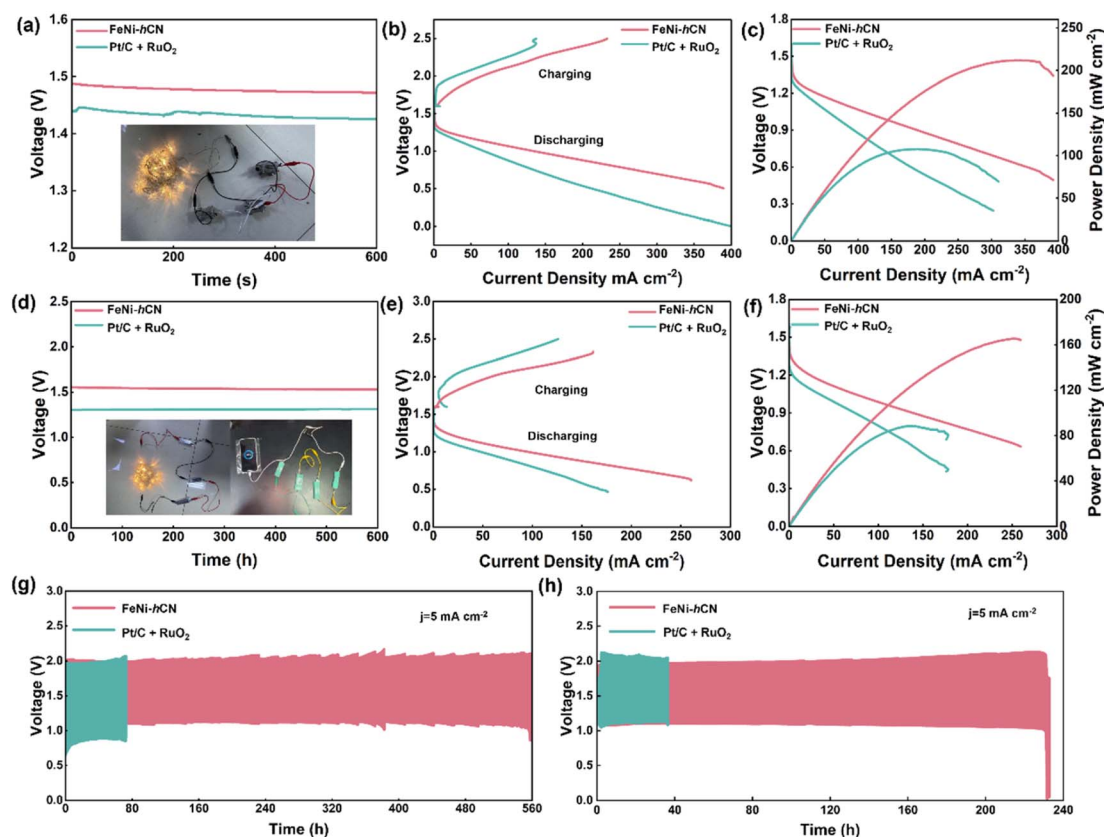 (a)
1.6
1.5
1.4
1.3
1.2
Voltage (V)
FeNi-hCN
Pt/C + RuO₂
0 200 400 600
Time (s)
(b)
2.5
2.0
1.5
1.0
0.5
0.0
Voltage (V)
FeNi-hCN
Pt/C + RuO₂
Charging
Discharging
0 50 100 150 200 250 300 350 400
Current Density mA cm⁻²
(c)
1.8
1.5
1.2
0.9
0.6
0.3
0.0
Voltage (V)
FeNi-hCN
Pt/C + RuO₂
250
200
150
100
50
0
Power Density (mW cm⁻²)
0 50 100 150 200 250 300 350 400
Current Density (mA cm⁻²)
(d)
2.5
2.0
1.5
1.0
0.5
0.0
Voltage (V)
FeNi-hCN
Pt/C + RuO₂
0 100 200 300 400 500 600
Time (h)
(e)
3.0
2.5
2.0
1.5
1.0
0.5
0.0
Voltage (V)
FeNi-hCN
Pt/C + RuO₂
Charging
Discharging
0 50 100 150 200 250 300
Current Density (mA cm⁻²)
(f)
1.8
1.5
1.2
0.9
0.6
0.3
0.0
Voltage (V)
FeNi-hCN
Pt/C + RuO₂
200
160
120
80
40
0
Power Density (mW cm⁻²)
0 50 100 150 200 250 300
Current Density (mA cm⁻²)
(g)
3.0
2.5
2.0
1.5
1.0
0.5
0.0
Voltage (V)
FeNi-hCN
Pt/C + RuO₂
j=5 mA cm⁻²
0 80 160 240 320 400 480 560
Time (h)
(h)
3.0
2.5
2.0
1.5
1.0
0.5
0.0
Voltage (V)
FeNi-hCN
Pt/C + RuO₂
j=5 mA cm⁻²
0 40 80 120 160 200 240
Time (h)